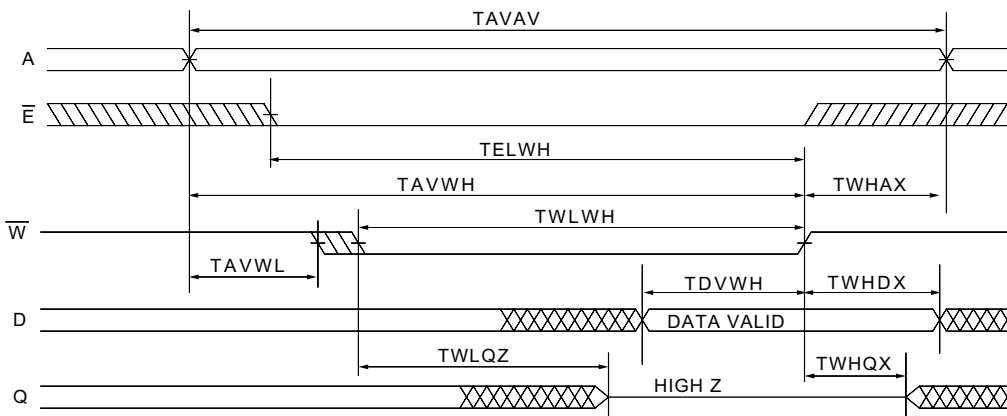 TAVAV
A
E̅
TELWH
TAVWH
TWHAX
TWLWH
W̅
TAVWL
TDVWH
TWHDX
D
DATA VALID
TWLQZ
TWHQX
HIGH Z
Q